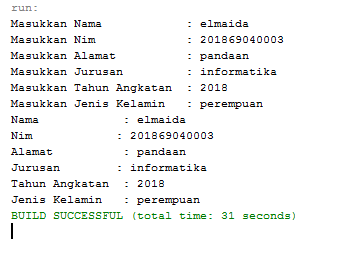 run:
Masukkan Nama : elmaida
Masukkan Nim : 201869040003
Masukkan Alamat : pandaan
Masukkan Jurusan : informatika
Masukkan Tahun Angkatan : 2018
Masukkan Jenis Kelamin : perempuan
Nama : elmaida
Nim : 201869040003
Alamat : pandaan
Jurusan : informatika
Tahun Angkatan : 2018
Jenis Kelamin : perempuan
BUILD SUCCESSFUL (total time: 31 seconds)